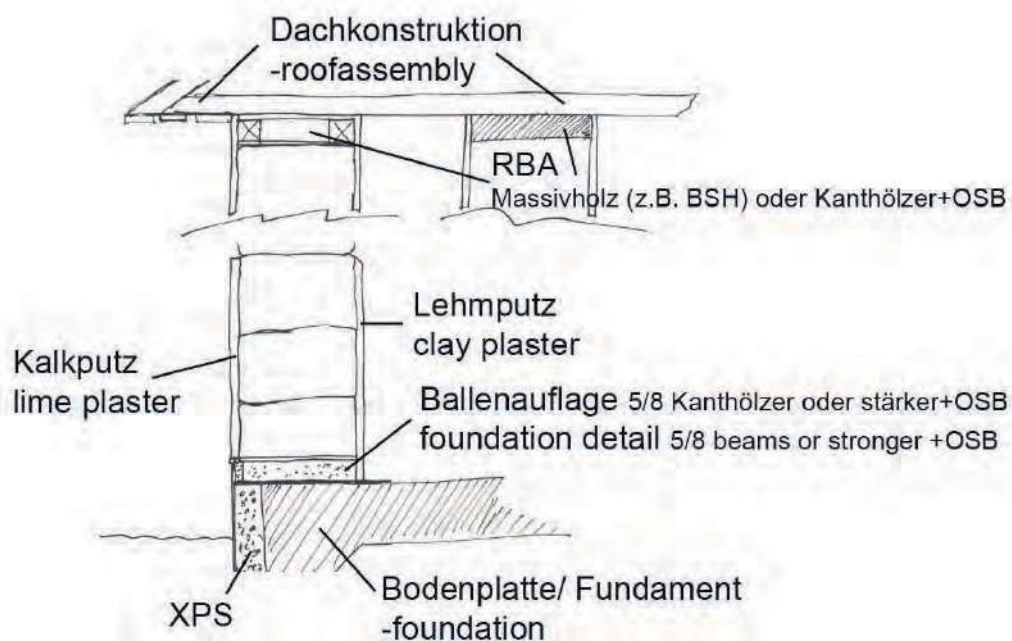 Dachkonstruktion
-roofassembly
RBA
Massivholz (z.B. BSH) oder Kanthölzer+OSB
Lehmputz
clay plaster
Kalkputz
lime plaster
Ballenauflage 5/8 Kanthölzer oder stärker+OSB
foundation detail 5/8 beams or stronger +OSB
XPS
Bodenplatte/ Fundament
-foundation